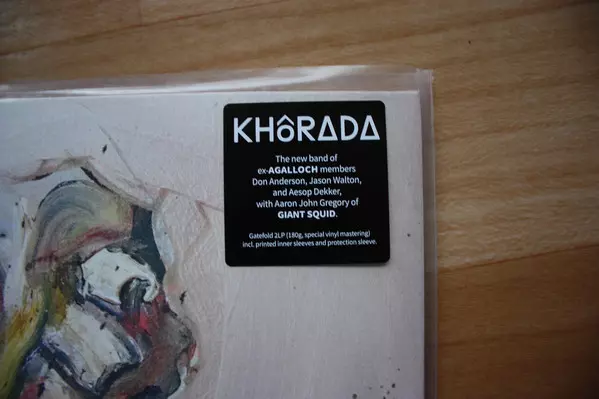 KHÔRADA
The new band of
ex-AGALLOCH members
Don Anderson, Jason Walton,
and Aesop Dekker,
with Aaron John Gregory of
GIANT SQUID.
Gatefold 2LP (180g, special vinyl mastering)
incl. printed inner sleeves and protection sleeve.